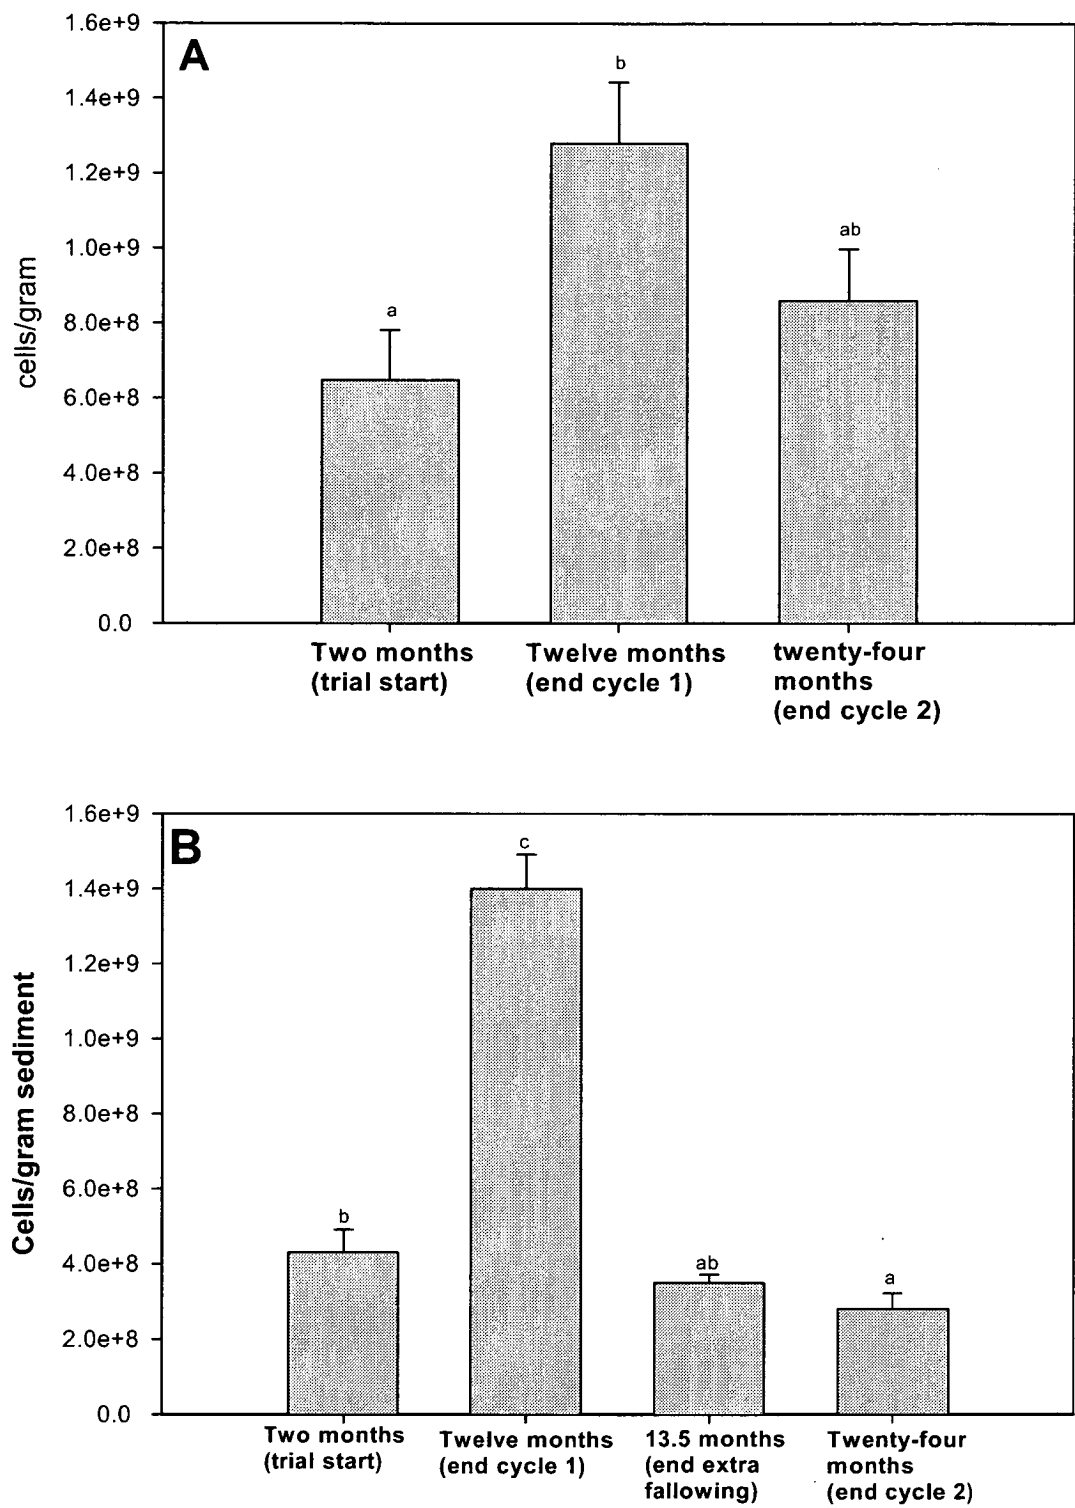 A
1.6e+9
1.4e+9
1.2e+9
1.0e+9
8.0e+8
6.0e+8
4.0e+8
2.0e+8
0.0
cells/gram
a
b
ab
Two months
(trial start)
Twelve months
(end cycle 1)
twenty-four
months
(end cycle 2)
B
1.6e+9
1.4e+9
1.2e+9
1.0e+9
8.0e+8
6.0e+8
4.0e+8
2.0e+8
0.0
Cells/gram sediment
b
c
ab
a
Two months
(trial start)
Twelve months
(end cycle 1)
13.5 months
(end extra
fallowing)
Twenty-four
months
(end cycle 2)